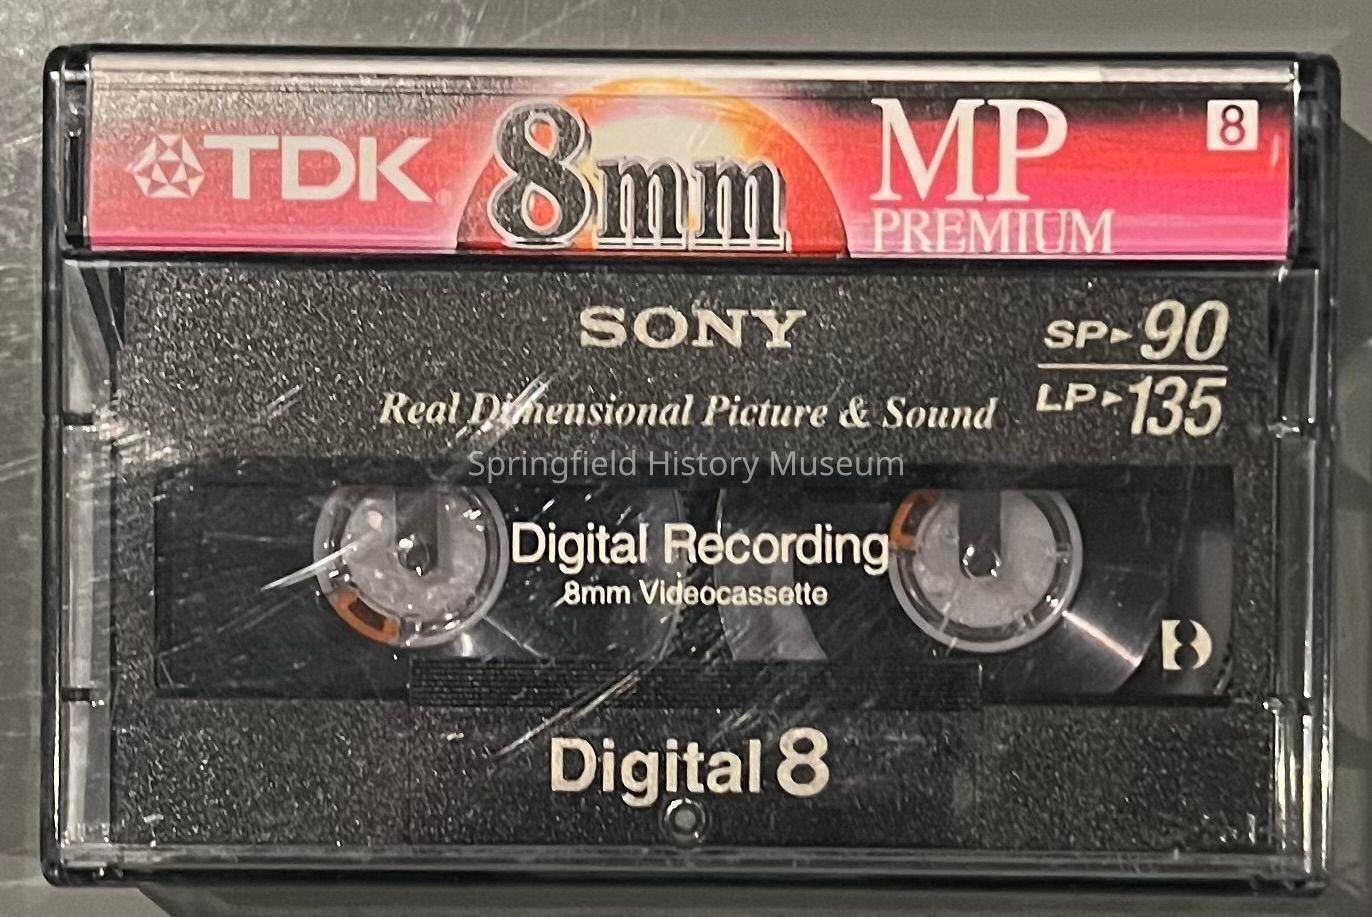 TDK 8mm MP 8
PREMIUM
SONY
SP▸90
LP▸135
Real Dimensional Picture & Sound
Springfield History Museum
Digital Recording
8mm Videocassette
Digital 8